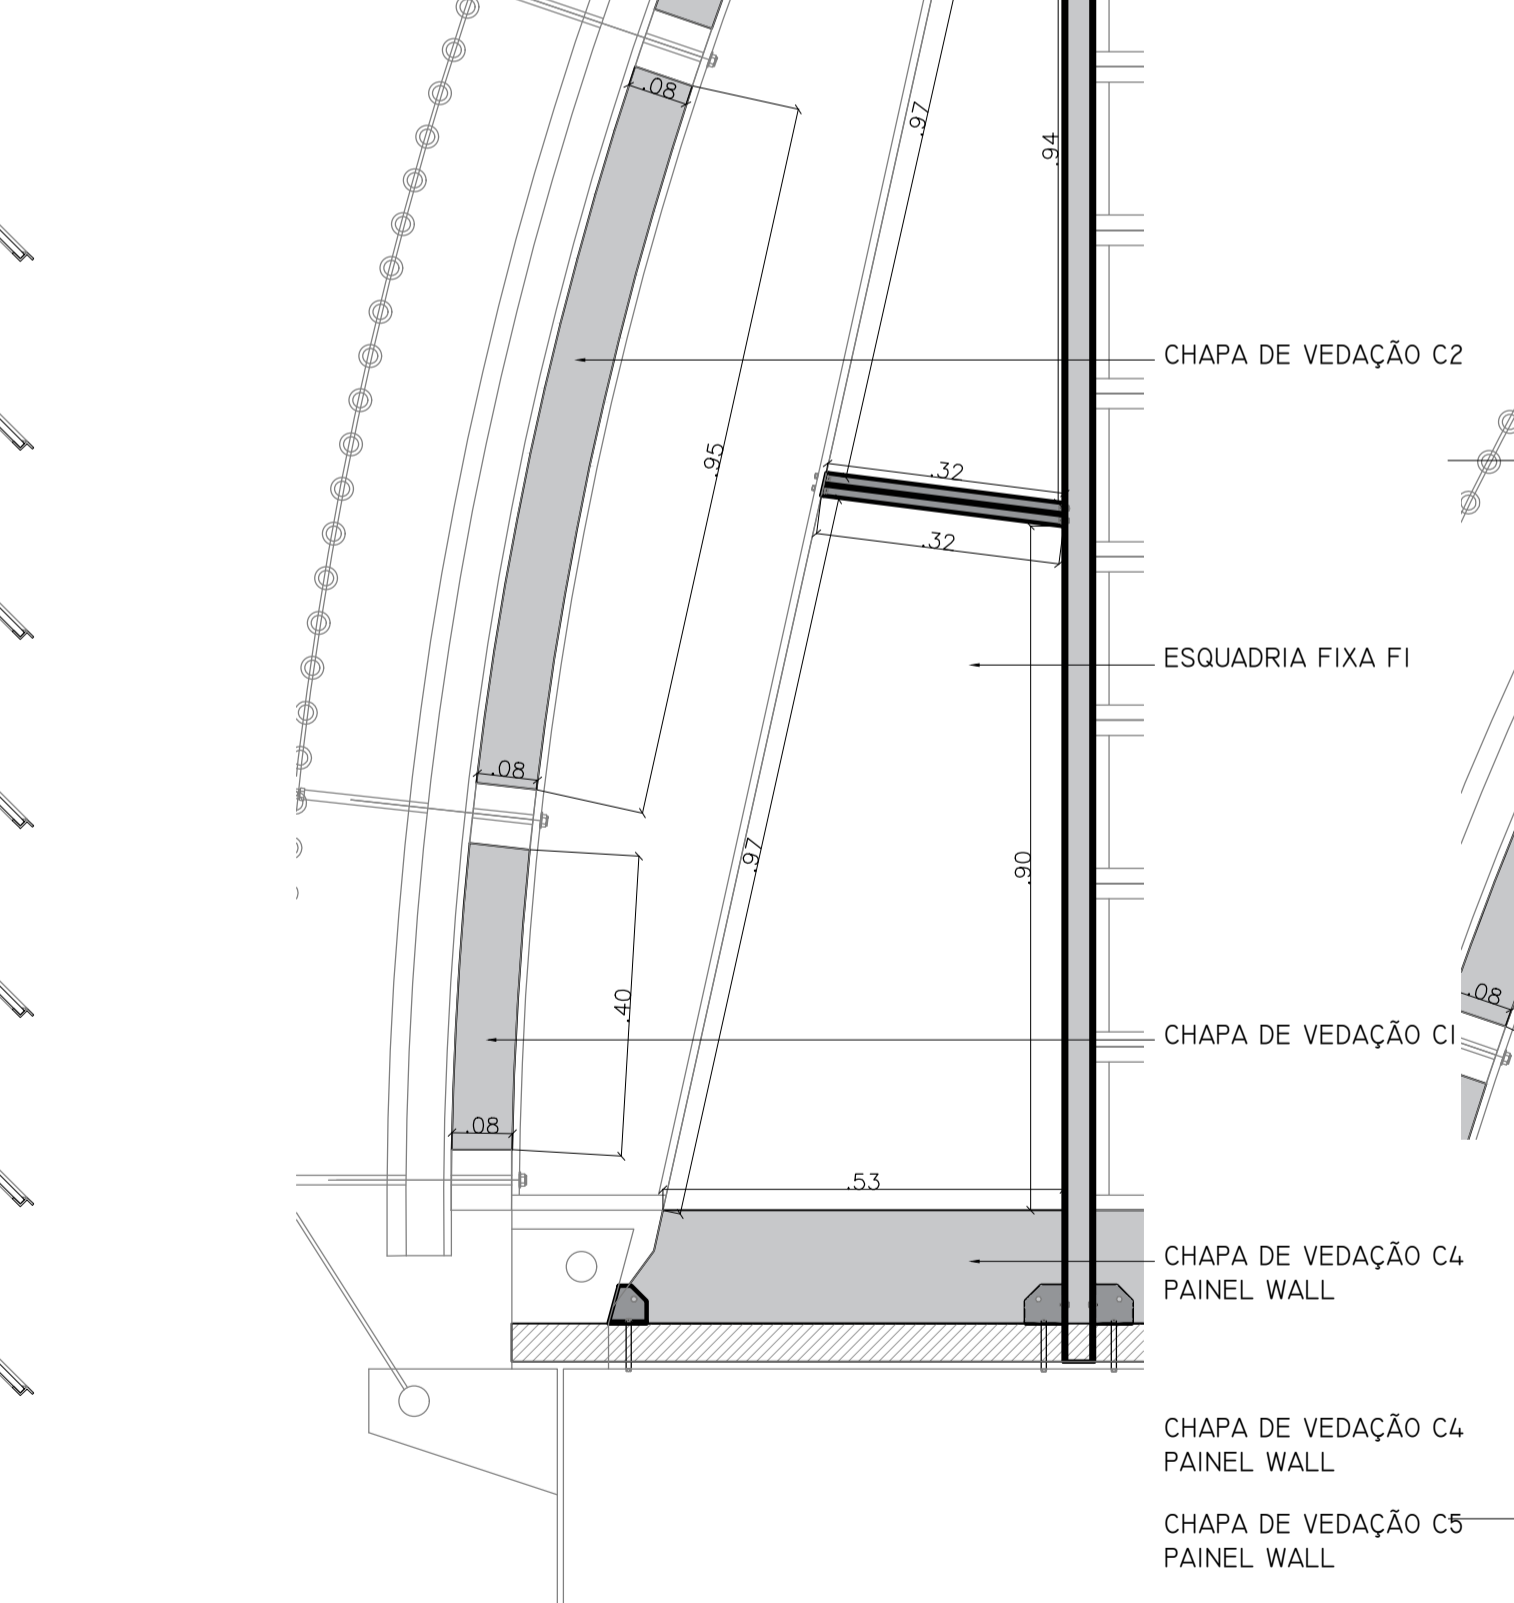 .08
.97
.94
CHAPA DE VEDAÇÃO C2
.95
.32
.32
ESQUADRIA FIXA F1
.08
.97
.90
.40
.08
CHAPA DE VEDAÇÃO C1
.08
.53
CHAPA DE VEDAÇÃO C4
PAINEL WALL
CHAPA DE VEDAÇÃO C4
PAINEL WALL
CHAPA DE VEDAÇÃO C5
PAINEL WALL